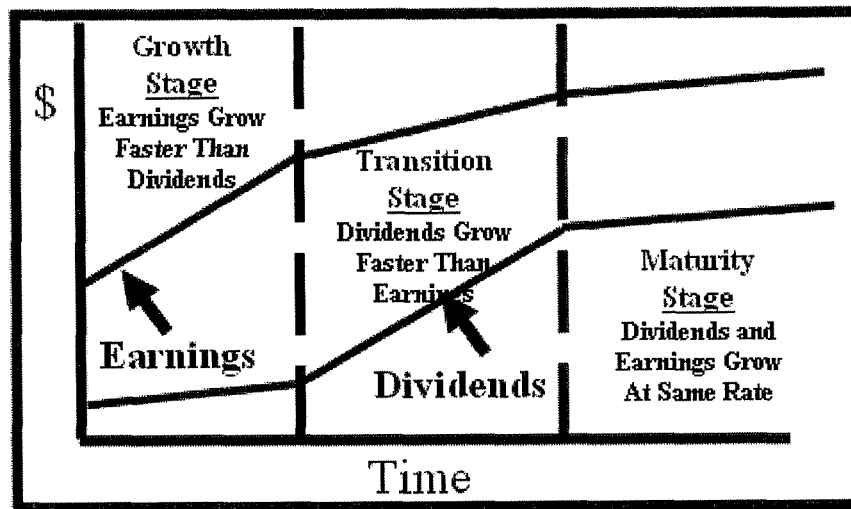 $
Growth
Stage
Earnings Grow
Faster Than
Dividends
Earnings
Transition
Stage
Dividends Grow
Faster Than
Earnings
Dividends
Maturity
Stage
Dividends and
Earnings Grow
At Same Rate
Time